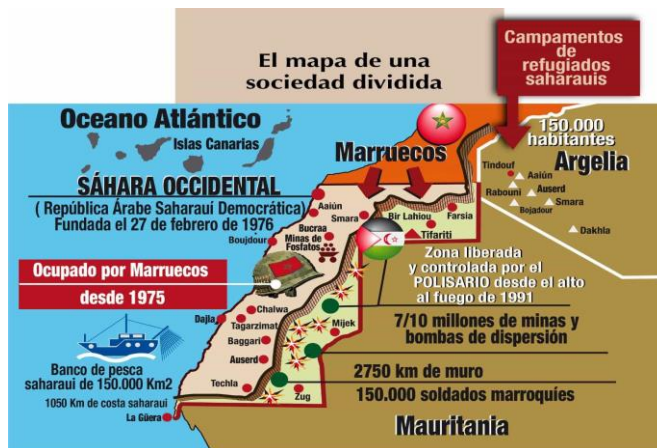 El mapa de una
sociedad dividida
Campamentos
de
refugiados
saharauis
Oceano Atlántico
Islas Canarias
150.000
habitantes
Argelia
Marruecos
Tindouf
Aaiún
Rabouni
Auserd
Bojador
Smara
Dakhla
SÁHARA OCCIDENTAL
( República Árabe Saharauí Democrática)
Fundada el 27 de febrero de 1976
Aaiún
Smara
Bir Lahiou
Farsia
Tifariti
Bucraa
Minas de
Fosfatos
Boujdour
Ocupado por Marruecos
desde 1975
Zona liberada
y controlada por el
POLISARIO desde el alto
al fuego de 1991
Dajla
Chalwa
Tagarzimat
Baggari
Auserd
Techla
Mijek
Zug
7/10 millones de minas y
bombas de dispersión
2750 km de muro
150.000 soldados marroquíes
Banco de pesca
saharaui de 150.000 Km2
1050 Km de costa saharaui
La Güera
Mauritania